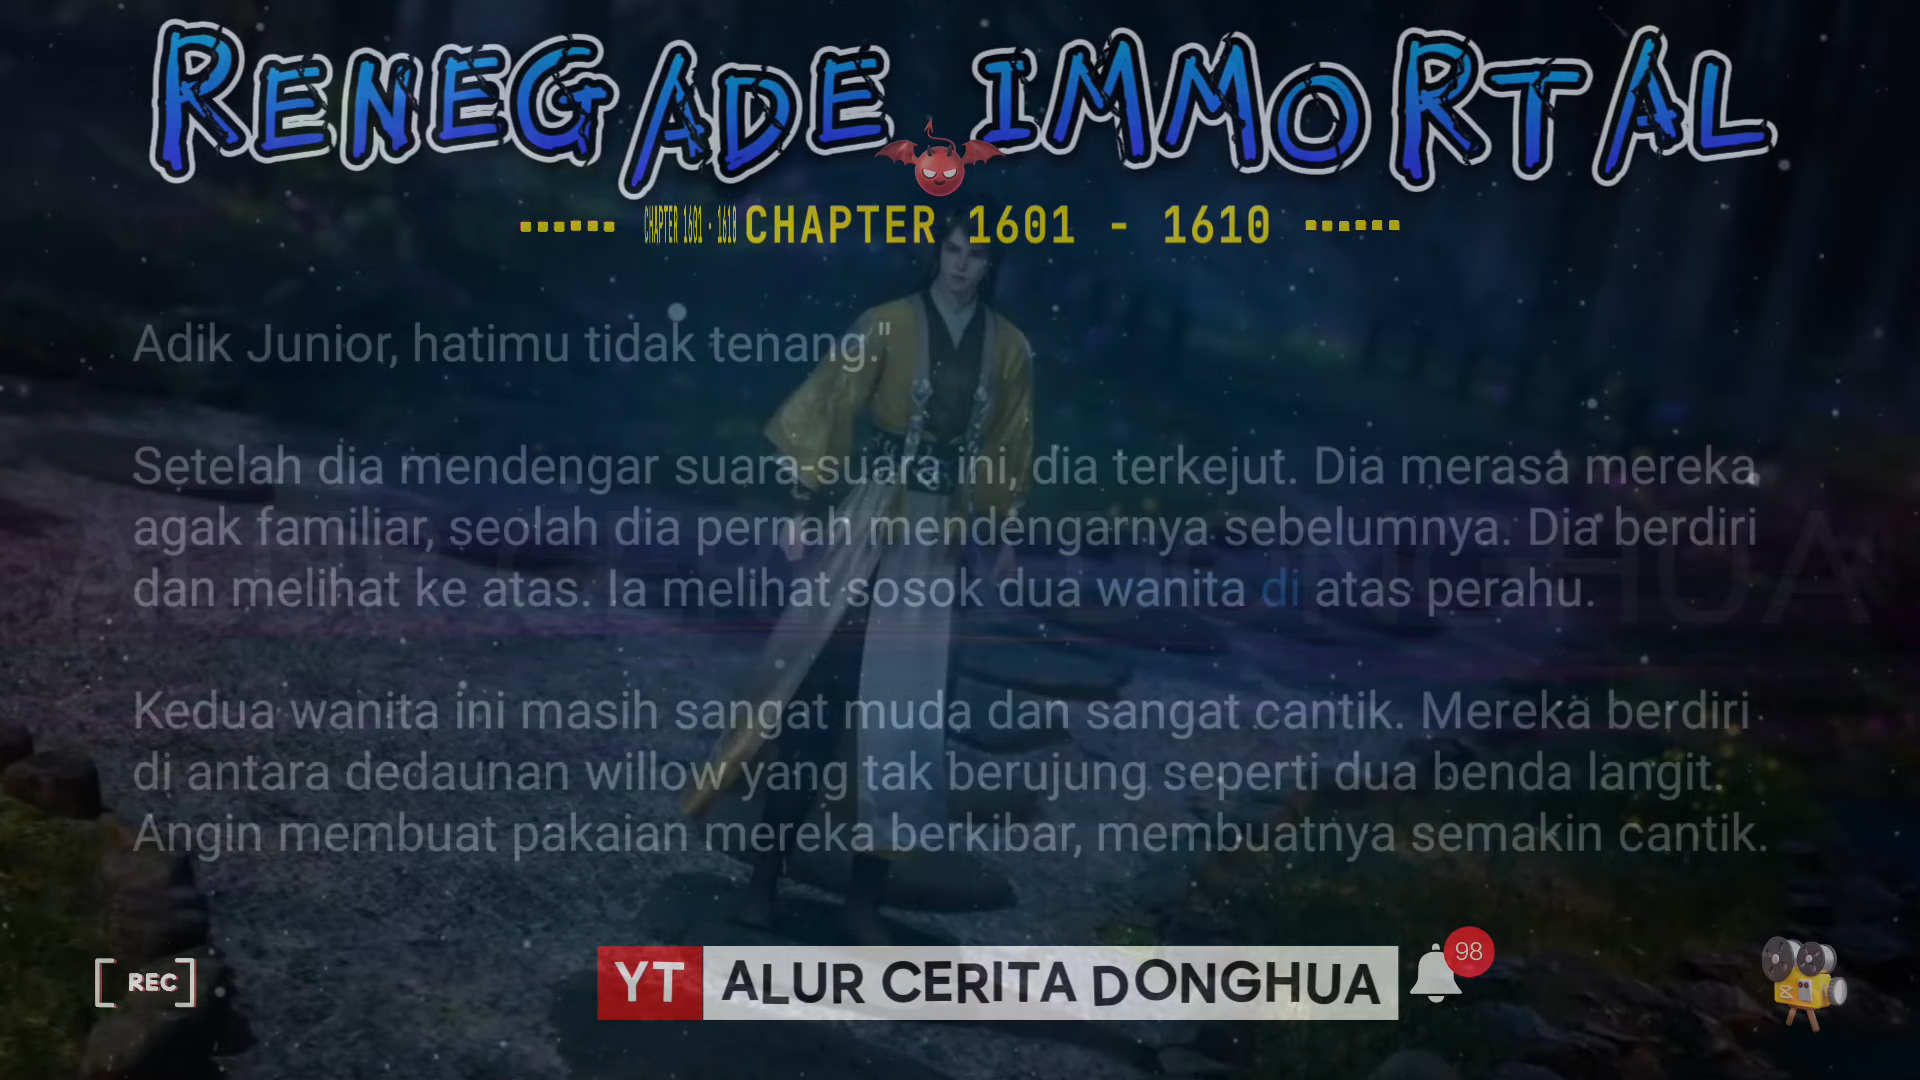 RENEGADE IMMORTAL
CHAPTER 1601 - 1610 CHAPTER 1601 - 1610
Adik Junior, hatimu tidak tenang."
Setelah dia mendengar suara-suara ini, dia terkejut. Dia merasa mereka
agak familiar, seolah dia pernah mendengarnya sebelumnya. Dia berdiri
dan melihat ke atas. Ia melihat sosok dua wanita di atas perahu.
Kedua wanita ini masih sangat muda dan sangat cantik. Mereka berdiri
di antara dedaunan willow yang tak berujung seperti dua benda langit.
Angin membuat pakaian mereka berkibar, membuatnya semakin cantik.
REC
YT ALUR CERITA DONGHUA
98